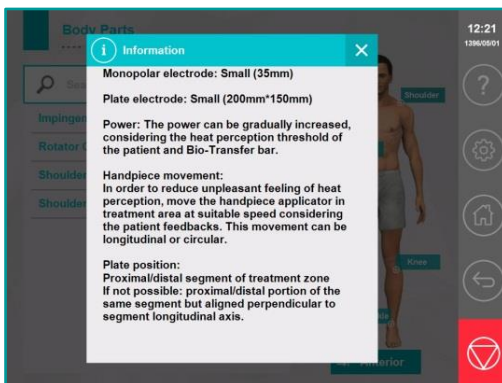 Body Parts
12:21
1396/05/01
Information
Monopolar electrode: Small (35mm)
Plate electrode: Small (200mm*150mm)
Power: The power can be gradually increased,
considering the heat perception threshold of
the patient and Bio-Transfer bar.
Handpiece movement:
In order to reduce unpleasant feeling of heat
perception, move the handpiece applicator in
treatment area at suitable speed considering
the patient feedbacks. This movement can be
longitudinal or circular.
Plate position:
Proximal/distal segment of treatment zone
If not possible: proximal/distal portion of the
same segment but aligned perpendicular to
segment longitudinal axis.
Shoulder
Rotator
Shoulder
Shoulder
Knee
Anterior